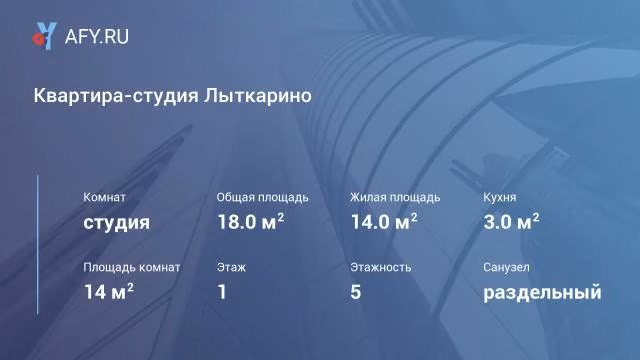 AFY.RU
Квартира-студия Лыткарино
Комнат Общая площадь Жилая площадь Кухня
студия 18.0 м² 14.0 м² 3.0 м²
Площадь комнат Этаж Этажность Санузел
14 м² 1 5 раздельный